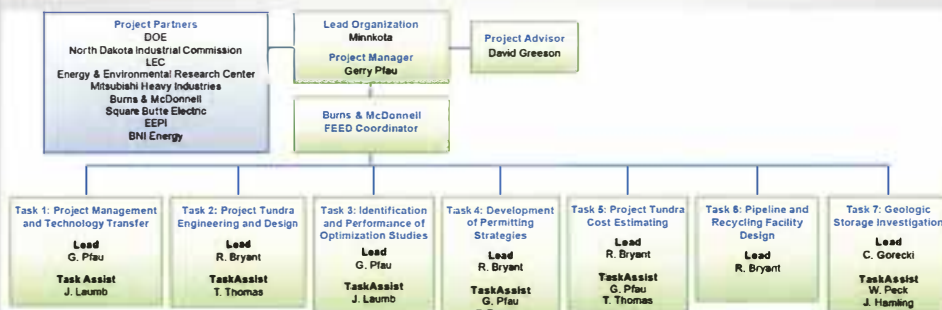 Project Partners
DOE
North Dakota Industrial Commission
LEC
Energy & Environmental Research Center
Mitsubishi Heavy Industries
Burns & McDonnell
Square Butte Electric
EEPI
BNI Energy
Lead Organization
Minnkota
Project Manager
Gerry Pfau
Project Advisor
David Greeson
Burns & McDonnell
FEED Coordinator
Task 1: Project Management
and Technology Transfer
Lead
G. Pfau
Task Assist
J. Laumb
Task 2: Project Tundra
Engineering and Design
Lead
R. Bryant
TaskAssist
T. Thomas
Task 3: Identification
and Performance of
Optimization Studies
Lead
G. Pfau
TaskAssist
J. Laumb
Task 4: Development
of Permitting
Strategies
Lead
R. Bryant
TaskAssist
G. Pfau
Task 5: Project Tundra
Cost Estimating
Lead
R. Bryant
TaskAssist
G. Pfau
T. Thomas
Task 6: Pipeline and
Recycling Facility
Design
Lead
R. Bryant
Task 7: Geologic
Storage Investigation
Lead
C. Gorecki
TaskAssist
W. Peck
J. Hamling